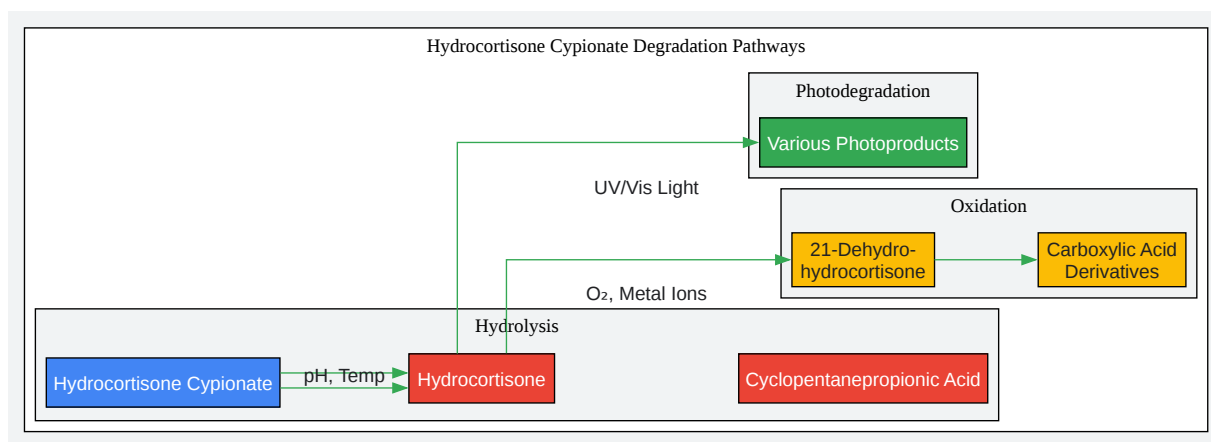 Hydrocortisone Cypionate Degradation Pathways
Photodegradation
Various Photoproducts
UV/Vis Light
Oxidation
21-Dehydro-
hydrocortisone
Carboxylic Acid
Derivatives
O₂, Metal Ions
Hydrolysis
Hydrocortisone Cypionate
pH, Temp
Hydrocortisone
Cyclopentanepropionic Acid